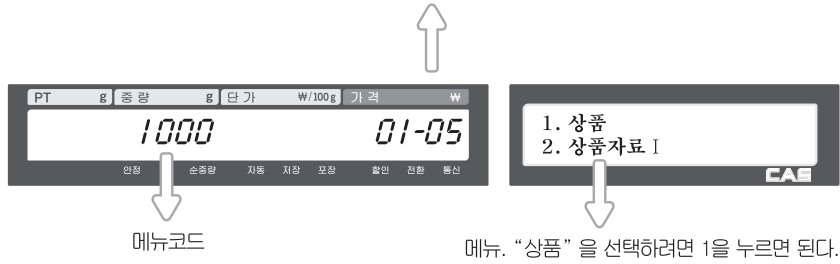 PT g 중 량 g 단 가 ₩/100 g 가 격 ₩
1000 01-05
안정 순중량 자동 저장 포장 할인 전환 통신
1. 상품
2. 상품자료 I
CAS
메뉴코드
메뉴. “상품” 을 선택하려면 1을 누르면 된다.